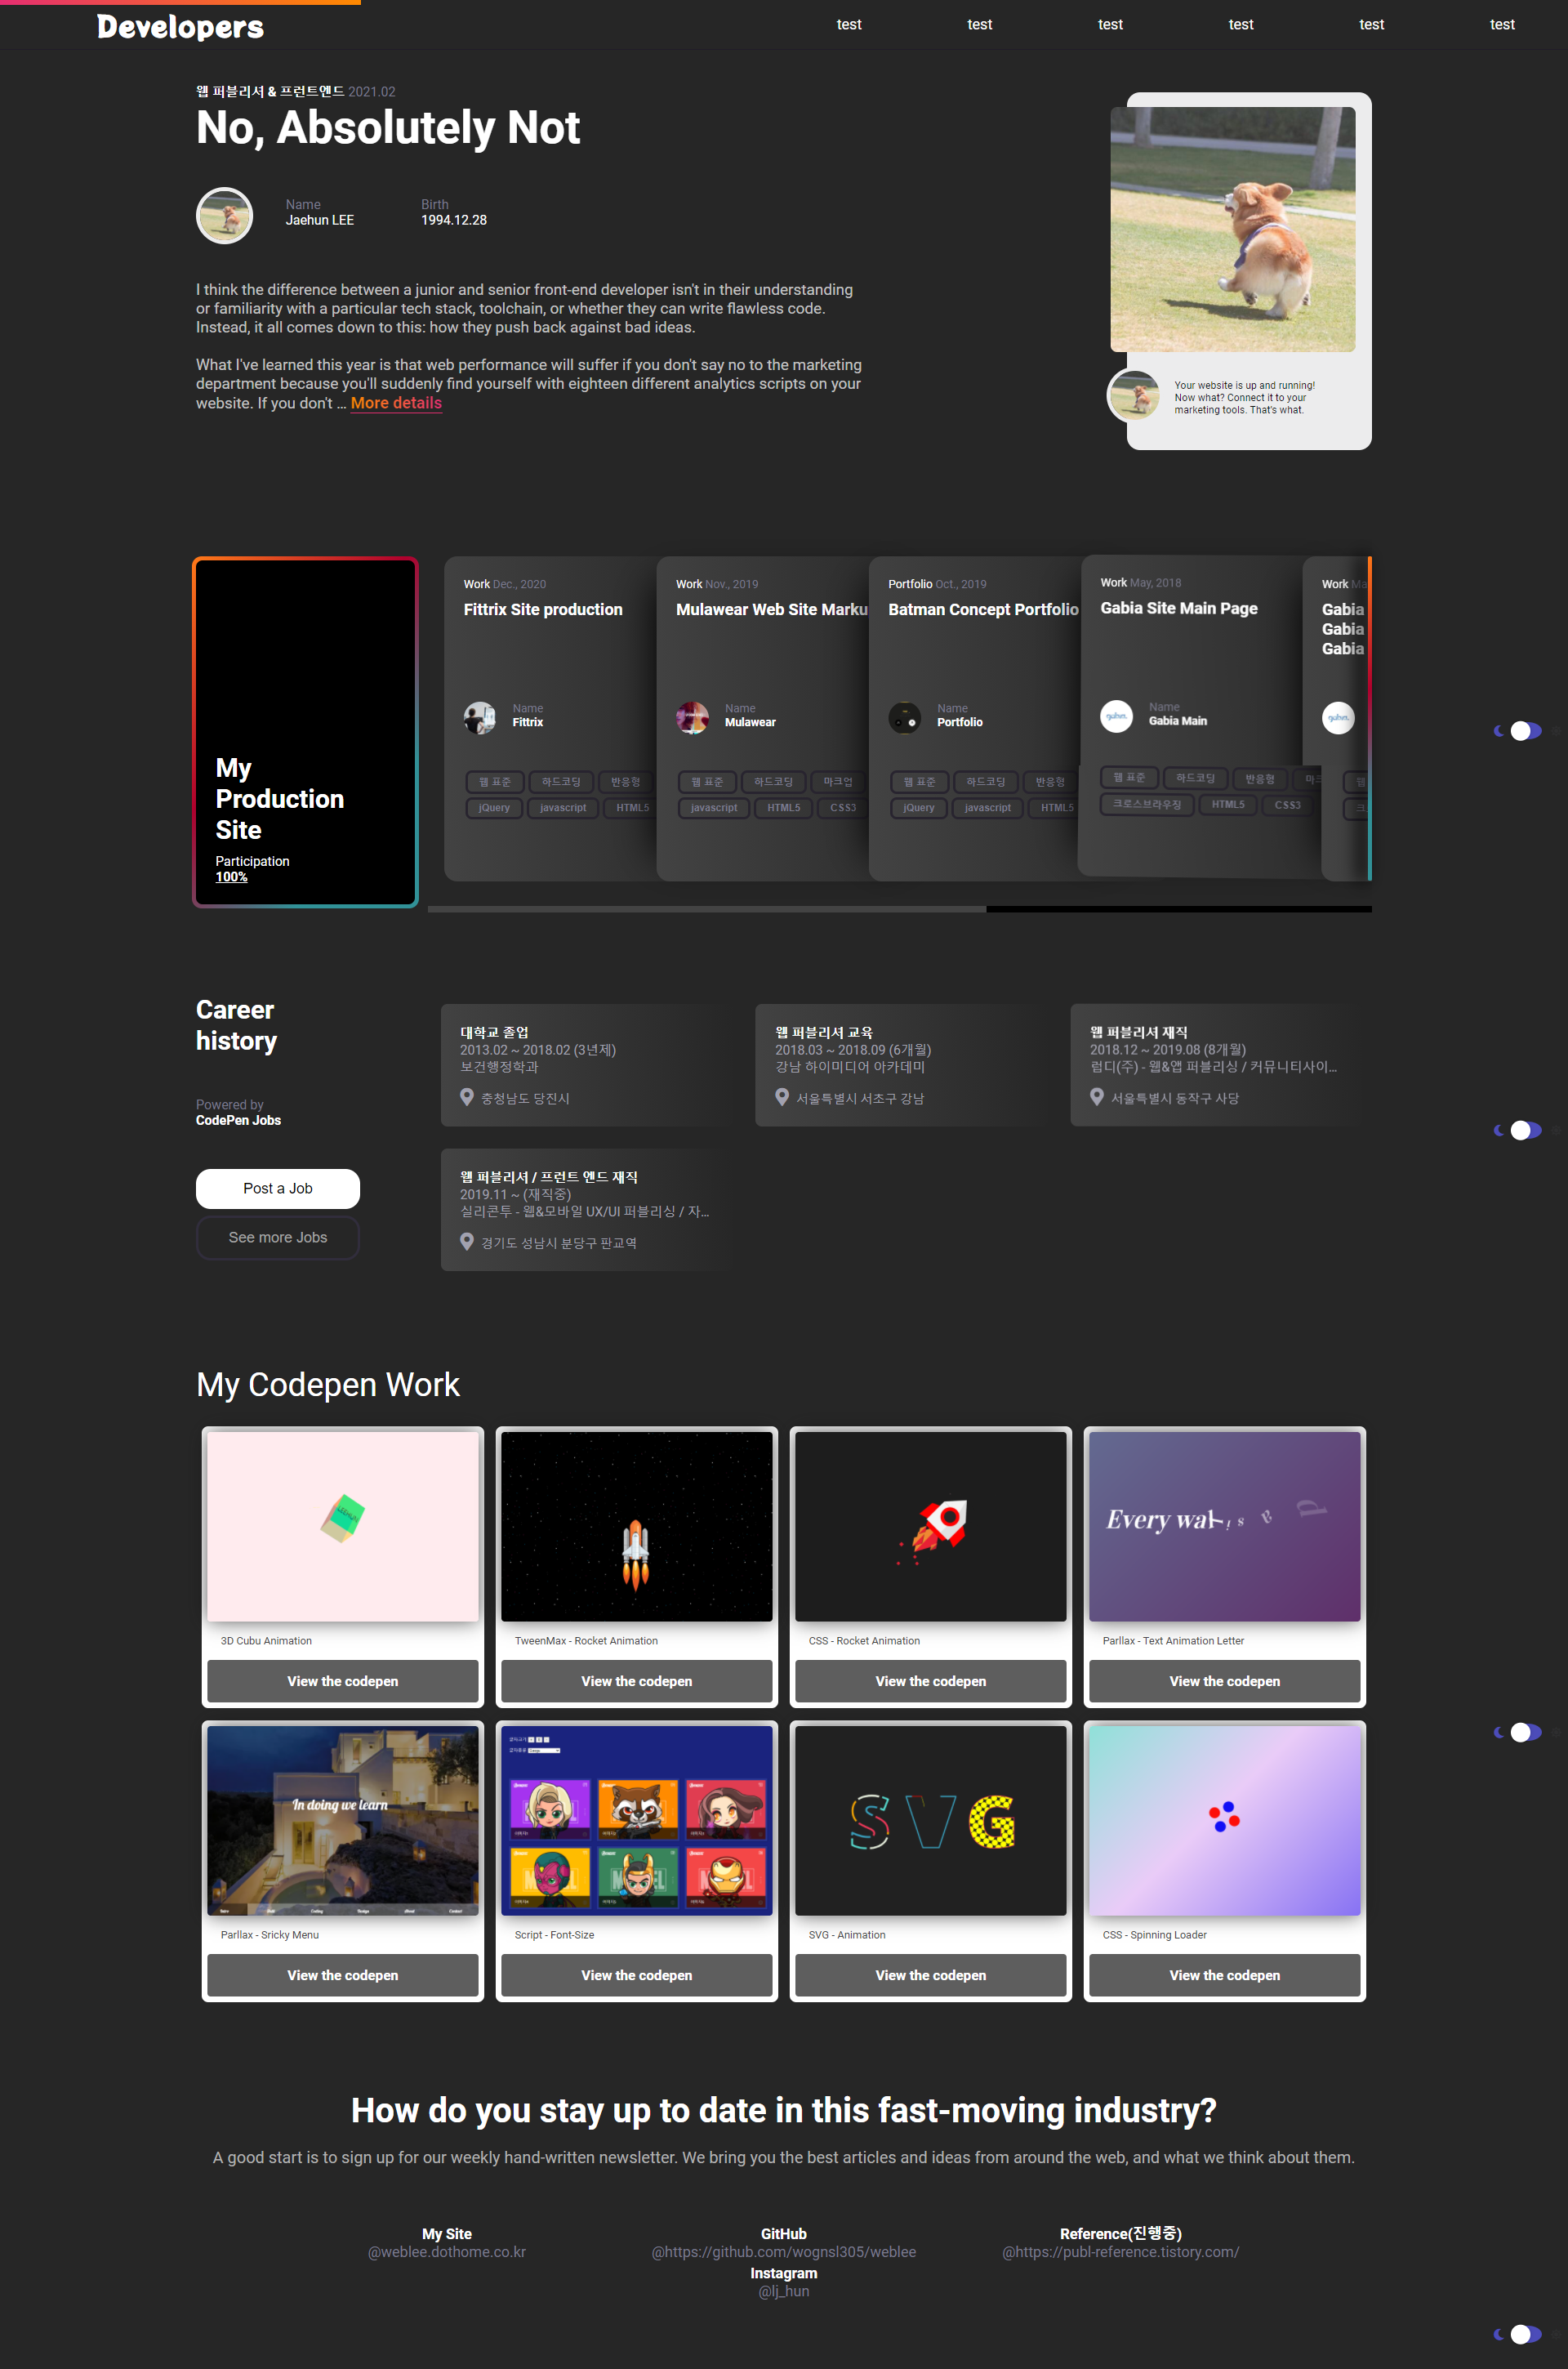 Developers
test
test
test
test
test
test
웹 퍼블리셔 & 프런트엔드 2021.02
No, Absolutely Not
Name
Jaehun LEE
Birth
1994.12.28
I think the difference between a junior and senior front-end developer isn't in their understanding
or familiarity with a particular tech stack, toolchain, or whether they can write flawless code.
Instead, it all comes down to this: how they push back against bad ideas.
What I've learned this year is that web performance will suffer if you don't say no to the marketing
department because you'll suddenly find yourself with eighteen different analytics scripts on your
website. If you don't ... More details
Your website is up and running!
Now what? Connect it to your
marketing tools. That's what.
My
Production
Site
Participation
100%
Work Dec., 2020
Fittrix Site production
Name
Fittrix
웹 표준
하드코딩
반응형
jQuery
javascript
HTML5
Work Nov., 2019
Mulawear Web Site Marku
Name
Mulawear
웹 표준
하드코딩
마크업
javascript
HTML5
CSS3
Portfolio Oct., 2019
Batman Concept Portfolio
Name
Portfolio
웹 표준
하드코딩
반응형
jQuery
javascript
HTML5
Work May, 2018
Gabia Site Main Page
Name
Gabia Main
웹 표준
하드코딩
반응형
크로스브라우징
HTML5
CSS3
Work Ma
Gabia
Gabia
Gabia
Career
history
Powered by
CodePen Jobs
Post a Job
See more Jobs
대학교 졸업
2013.02 ~ 2018.02 (3년제)
보건행정학과
충청남도 당진시
웹 퍼블리셔 교육
2018.03 ~ 2018.09 (6개월)
강남 하이미디어 아카데미
서울특별시 서초구 강남
웹 퍼블리셔 재직
2018.12 ~ 2019.08 (8개월)
럽디(주) - 웹&앱 퍼블리싱 / 커뮤니티사이...
서울특별시 동작구 사당
웹 퍼블리셔 / 프런트 엔드 재직
2019.11 ~ (재직중)
실리콘투 - 웹&모바일 UX/UI 퍼블리싱 / 자...
경기도 성남시 분당구 판교역
My Codepen Work
3D Cubu Animation
View the codepen
TweenMax - Rocket Animation
View the codepen
CSS - Rocket Animation
View the codepen
Every wat
Parllax - Text Animation Letter
View the codepen
In doing we learn
Parllax - Sricky Menu
View the codepen
Script - Font-Size
View the codepen
SVG
SVG - Animation
View the codepen
CSS - Spinning Loader
View the codepen
How do you stay up to date in this fast-moving industry?
A good start is to sign up for our weekly hand-written newsletter. We bring you the best articles and ideas from around the web, and what we think about them.
My Site
@weblee.dothome.co.kr
GitHub
@https://github.com/wognsl305/weblee
Reference(진행중)
@https://publ-reference.tistory.com/
Instagram
@lj_hun